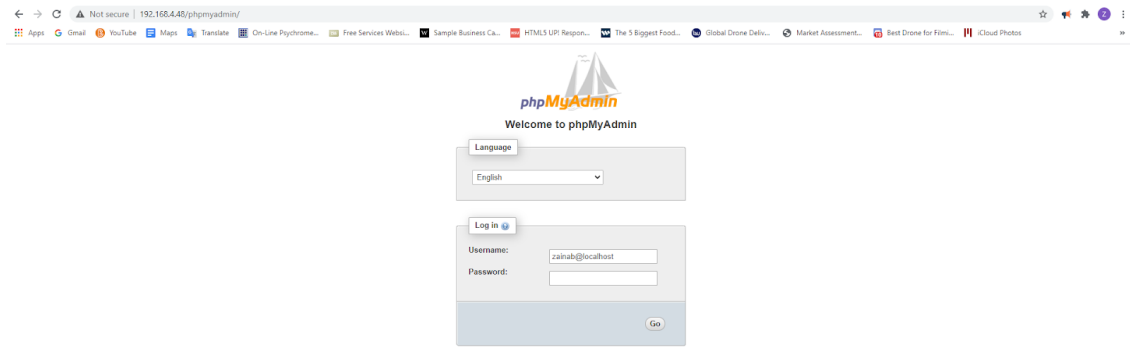 Not secure | 192.168.4.48/phpmyadmin/ Z
Apps Gmail YouTube Maps Translate On-Line Psychrome... Free Services Websi... Sample Business Ca... HTML5 UP! Respon... The 5 Biggest Food... Global Drone Deliv... Market Assessment... Best Drone for Filmi... iCloud Photos »
phpMyAdmin
Welcome to phpMyAdmin
Language
English
Log in
Username: zainab@localhost
Password:
Go